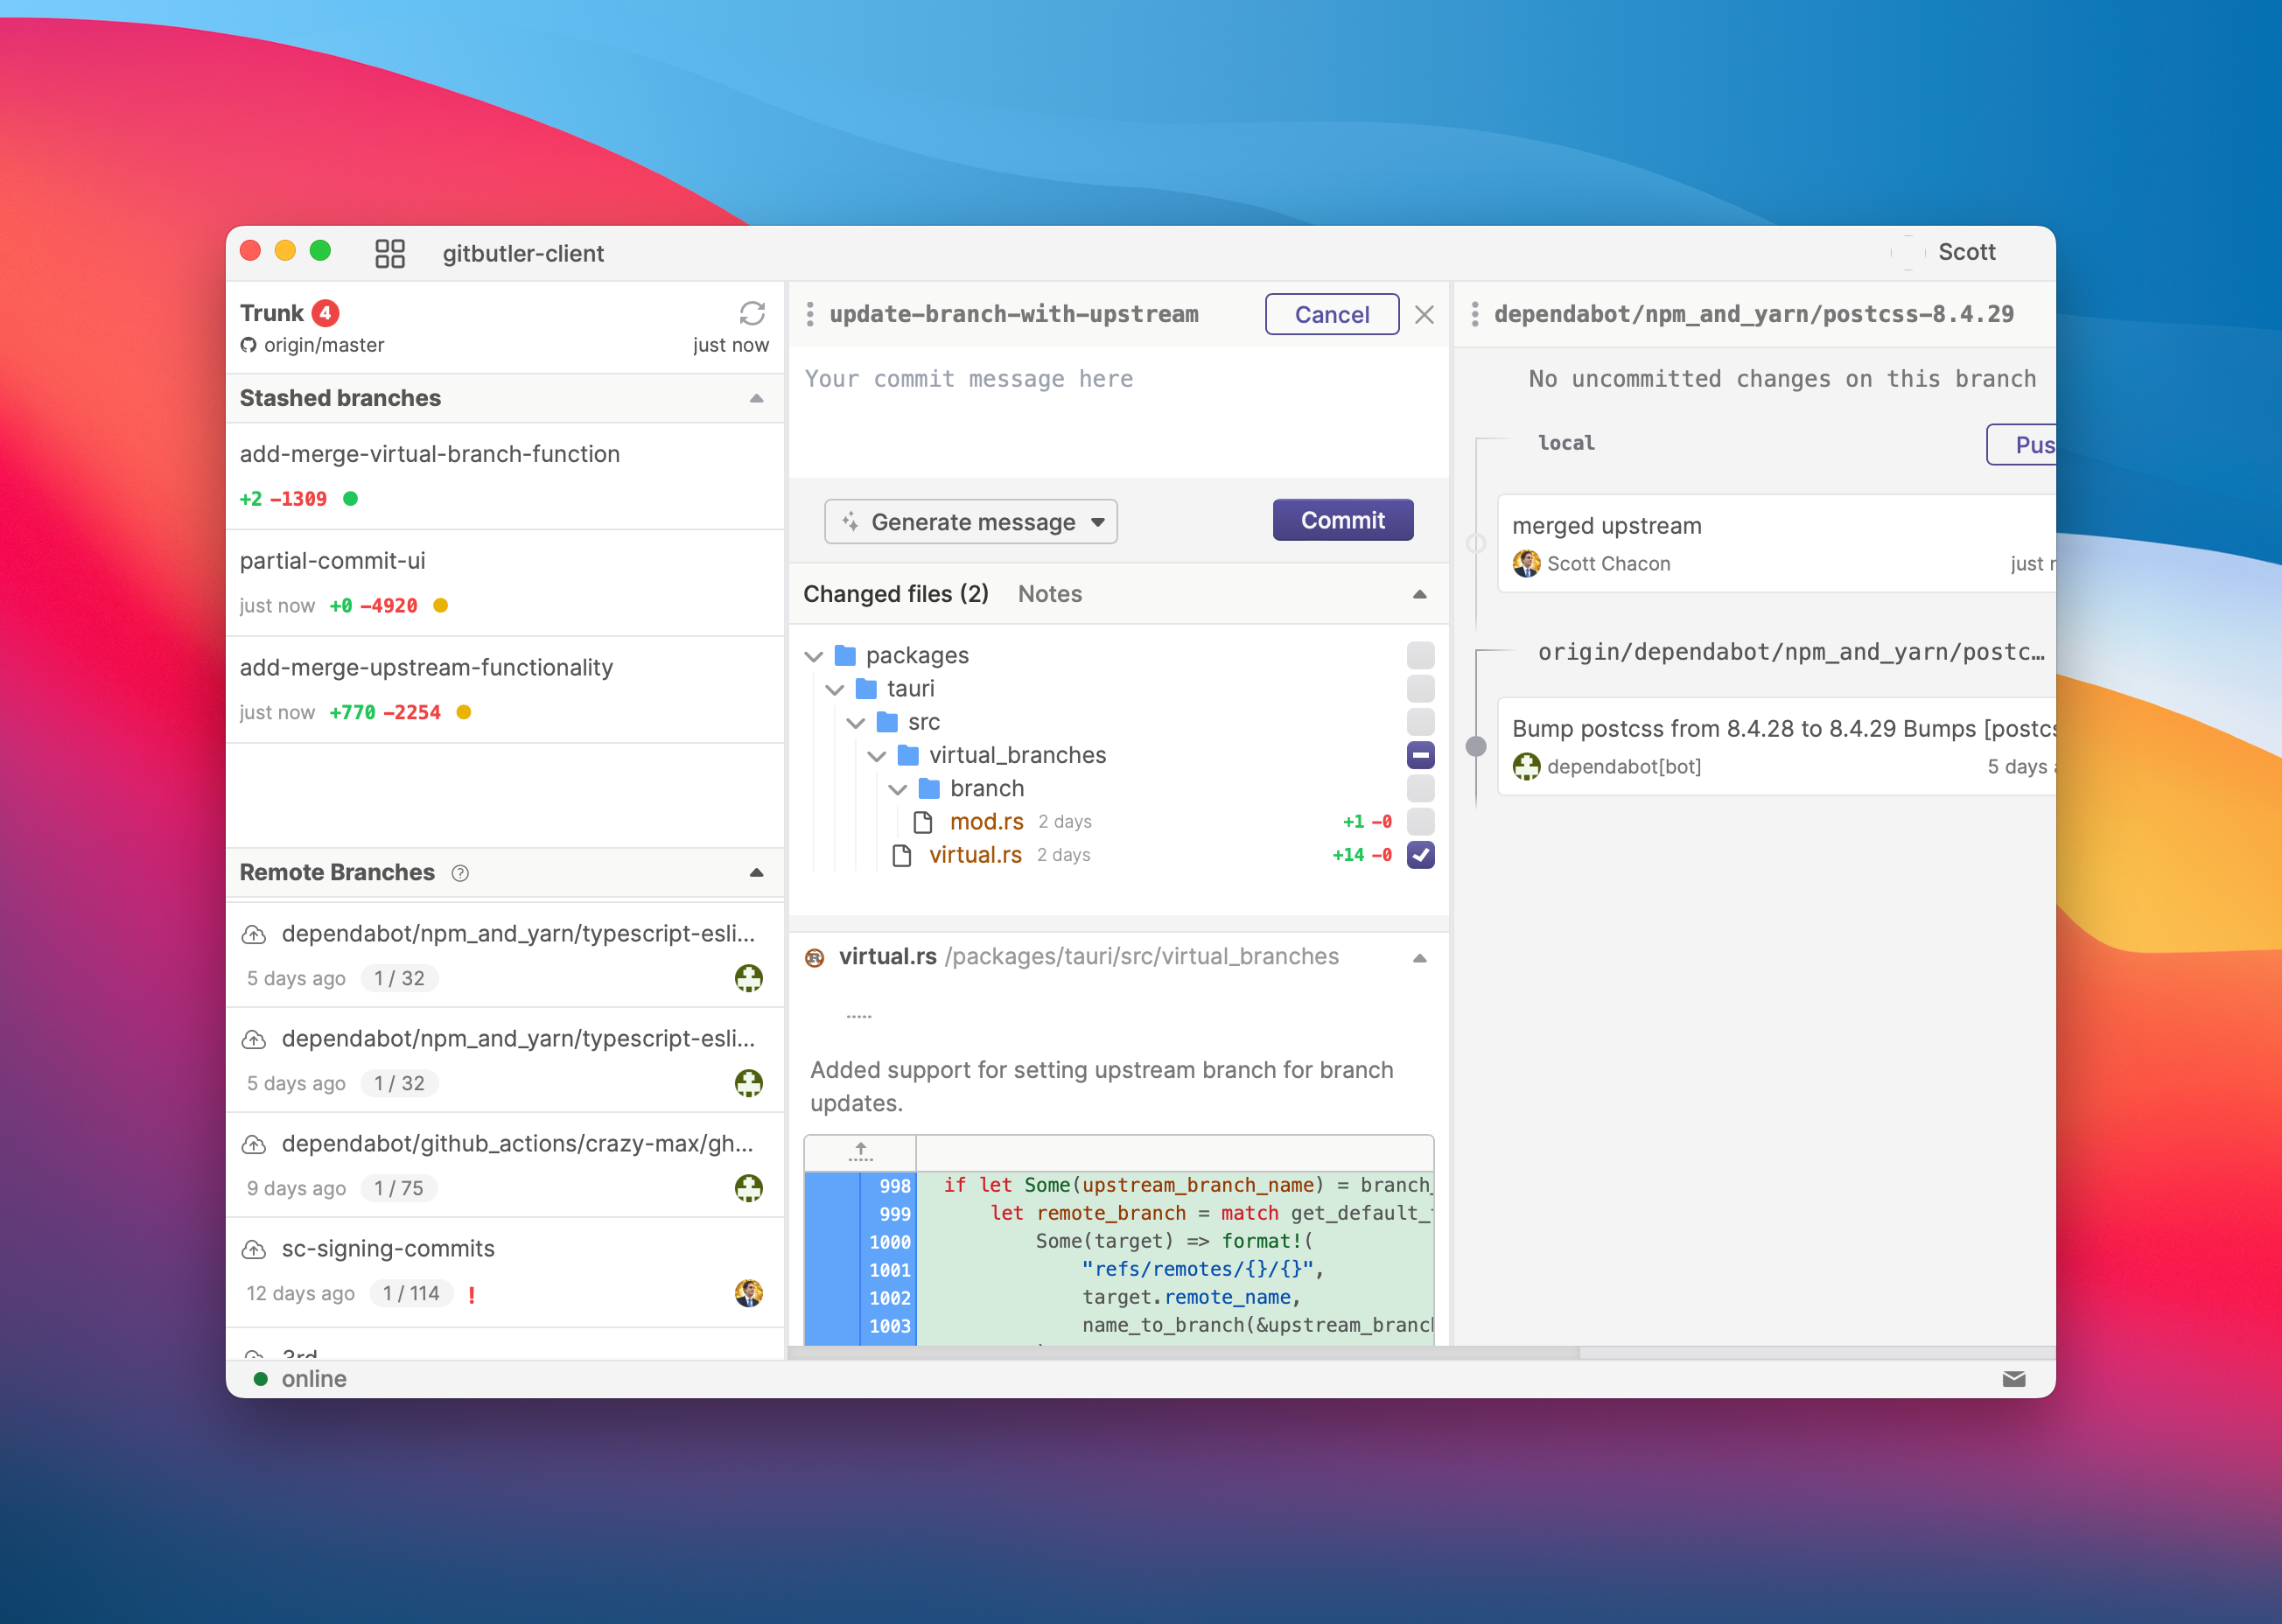 gitbutler-client
Scott
Trunk 4
origin/master
just now
Stashed branches
add-merge-virtual-branch-function
+2 -1309
partial-commit-ui
just now +0 -4920
add-merge-upstream-functionality
just now +770 -2254
Remote Branches ?
dependabot/npm_and_yarn/typescript-esli...
5 days ago 1 / 32
dependabot/npm_and_yarn/typescript-esli...
5 days ago 1 / 32
dependabot/github_actions/crazy-max/gh...
9 days ago 1 / 75
sc-signing-commits
12 days ago 1 / 114 !
3rd
online
update-branch-with-upstream
Cancel
Your commit message here
Generate message
Commit
Changed files (2) Notes
packages
tauri
src
virtual_branches
branch
mod.rs 2 days +1 -0
virtual.rs 2 days +14 -0
virtual.rs /packages/tauri/src/virtual_branches
Added support for setting upstream branch for branch
updates.
998 if let Some(upstream_branch_name) = branch_
999 let remote_branch = match get_default_
1000 Some(target) => format!(
1001 "refs/remotes/{}/{}",
1002 target.remote_name,
1003 name_to_branch(&upstream_branc
dependabot/npm_and_yarn/postcss-8.4.29
No uncommitted changes on this branch
local
Pus
merged upstream
Scott Chacon
just
origin/dependabot/npm_and_yarn/postc...
Bump postcss from 8.4.28 to 8.4.29 Bumps [postcs
dependabot[bot]
5 days